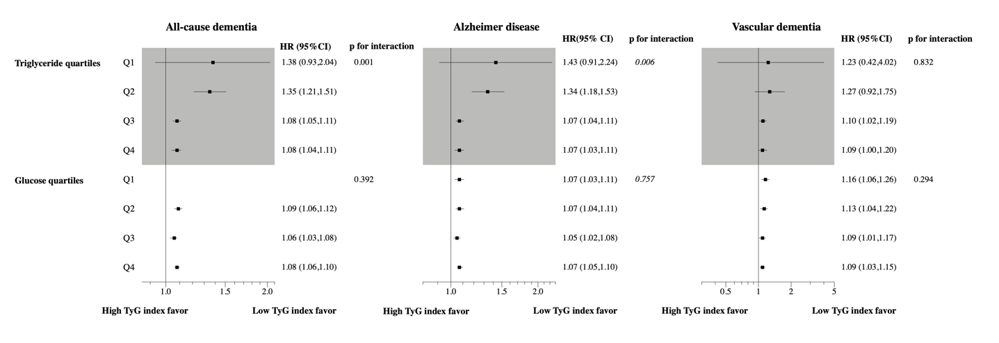 All-cause dementia Alzheimer disease Vascular dementia
HR (95%CI) p for interaction HR(95% CI) p for interaction HR (95% CI) p for interaction
Triglyceride quartiles Q1 1.38 (0.93,2.04) 0.001 1.43 (0.91,2.24) 0.006 1.23 (0.42,4.02) 0.832
Q2 1.35 (1.21,1.51) 1.34 (1.18,1.53) 1.27 (0.92,1.75)
Q3 1.08 (1.05,1.11) 1.07 (1.04,1.11) 1.10 (1.02,1.19)
Q4 1.08 (1.04,1.11) 1.07 (1.03,1.11) 1.09 (1.00,1.20)
Glucose quartiles Q1 0.392 1.07 (1.03,1.11) 0.757 1.16 (1.06,1.26) 0.294
Q2 1.09 (1.06,1.12) 1.07 (1.04,1.11) 1.13 (1.04,1.22)
Q3 1.06 (1.03,1.08) 1.05 (1.02,1.08) 1.09 (1.01,1.17)
Q4 1.08 (1.06,1.10) 1.07 (1.05,1.10) 1.09 (1.03,1.15)
1.0 1.5 2.0 1.0 1.5 2.0 0.5 1 2 5
High TyG index favor Low TyG index favor High TyG index favor Low TyG index favor High TyG index favor Low TyG index favor